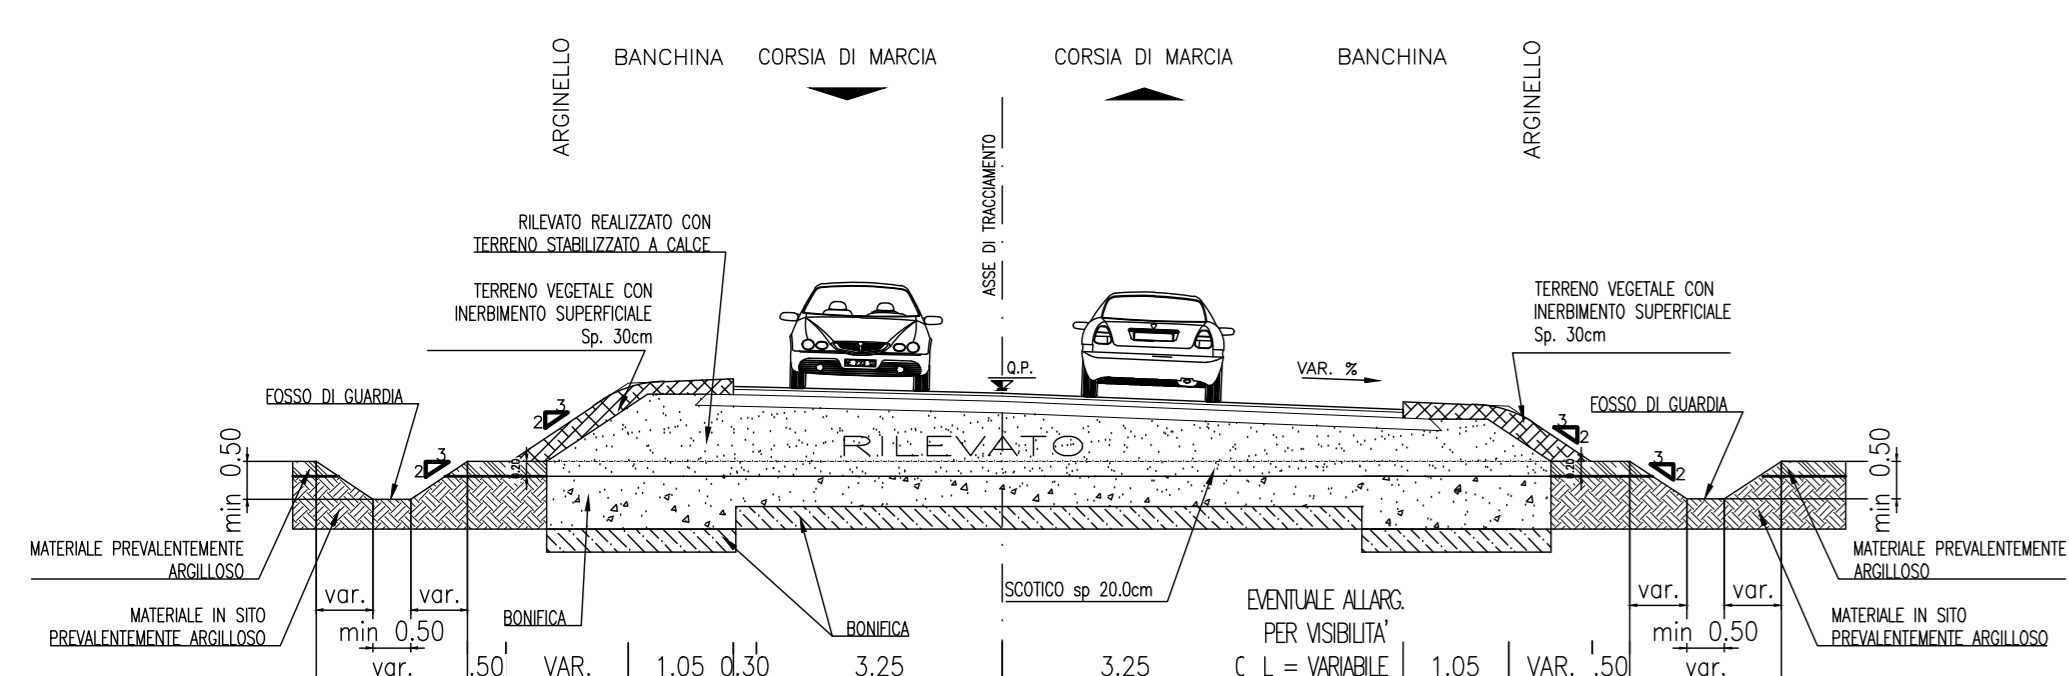 ARGINELLO
BANCHINA
CORSIA DI MARCIA
CORSIA DI MARCIA
BANCHINA
ARGINELLO
ASSE DI TRACCIAMENTO
RILEVATO REALIZZATO CON
TERRENO STABILIZZATO A CALCE
TERRENO VEGETALE CON
INERBIMENTO SUPERFICIALE
Sp. 30cm
TERRENO VEGETALE CON
INERBIMENTO SUPERFICIALE
Sp. 30cm
Q.P.
VAR. %
FOSSO DI GUARDIA
FOSSO DI GUARDIA
3
2
3
2
3
2
3
2
min 0.50
0.20
RILEVATO
0.20
min 0.50
MATERIALE PREVALENTEMENTE
ARGILLOSO
MATERIALE IN SITO
PREVALENTEMENTE ARGILLOSO
BONIFICA
BONIFICA
SCOTICO sp 20.0cm
EVENTUALE ALLARG.
PER VISIBILITA'
L = VARIABILE
MATERIALE PREVALENTEMENTE
ARGILLOSO
MATERIALE IN SITO
PREVALENTEMENTE ARGILLOSO
var.
var.
min 0.50
var.
var.
var.
min 0.50
var.
.50
VAR.
1.05
0.30
3.25
3.25
1.05
VAR.
.50